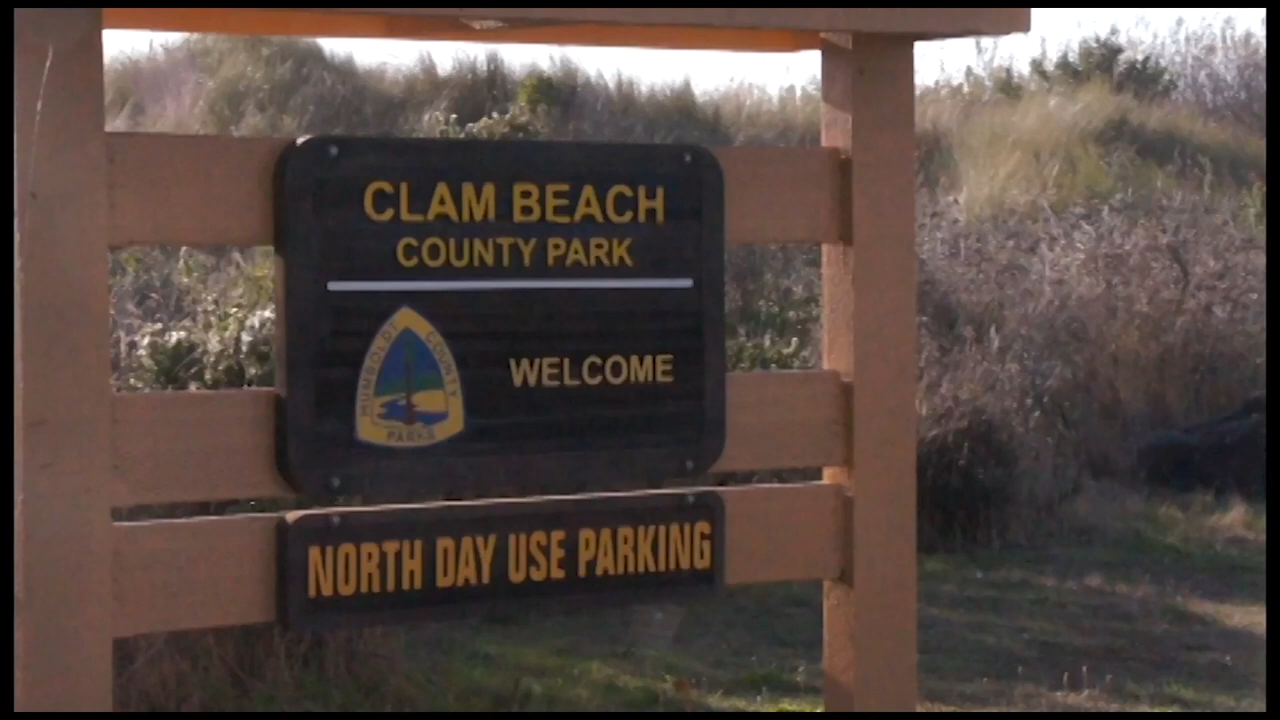 CLAM BEACH
COUNTY PARK
HUMBOLDT COUNTY
PARKS
WELCOME
NORTH DAY USE PARKING